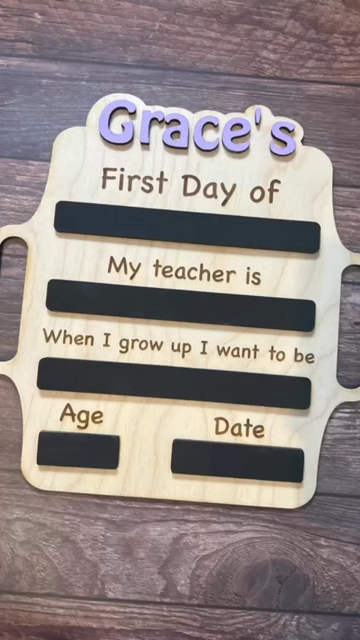 Grace's
First Day of
My teacher is
When I grow up I want to be
Age Date